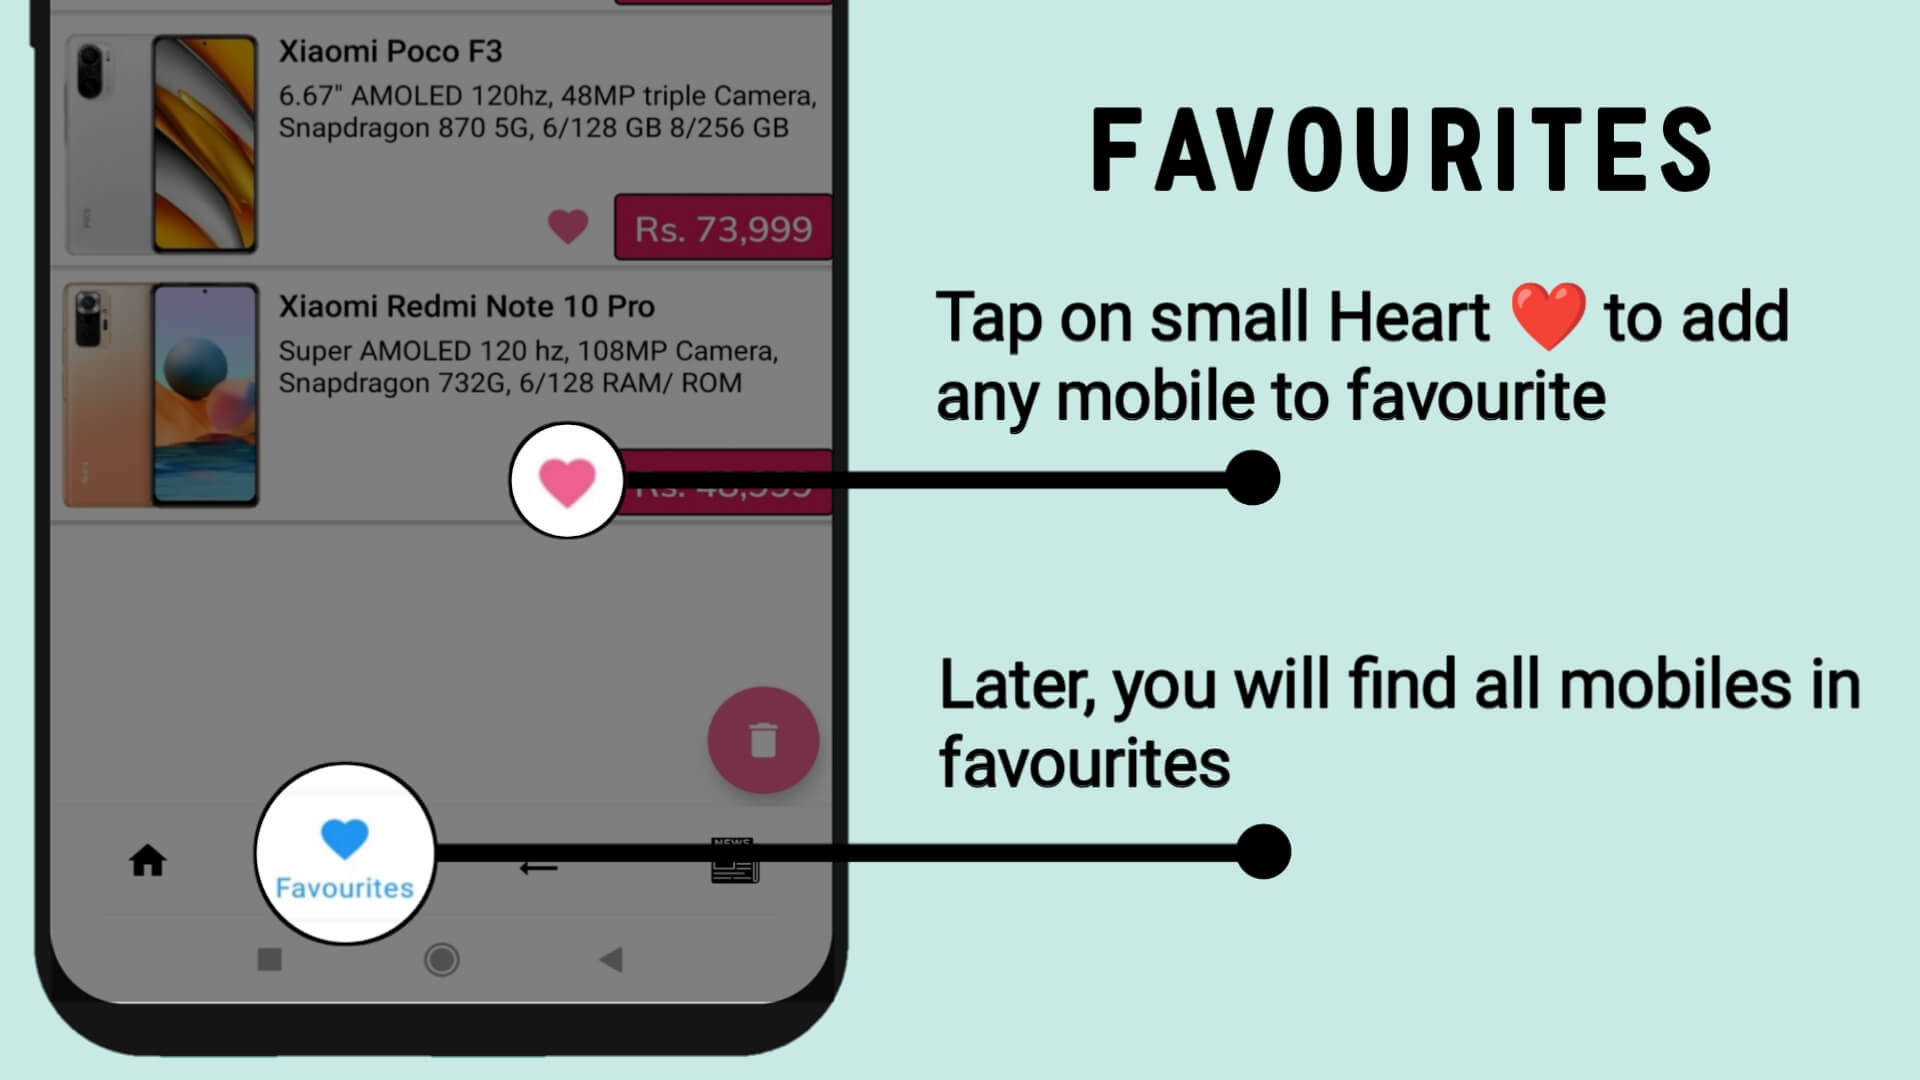 Xiaomi Poco F3
6.67" AMOLED 120hz, 48MP triple Camera,
Snapdragon 870 5G, 6/128 GB 8/256 GB
Rs. 73,999
Xiaomi Redmi Note 10 Pro
Super AMOLED 120 hz, 108MP Camera,
Snapdragon 732G, 6/128 RAM/ ROM
Rs. 48,999
Favourites
NEWS
FAVOURITES
Tap on small Heart ❤️ to add
any mobile to favourite
Later, you will find all mobiles in
favourites